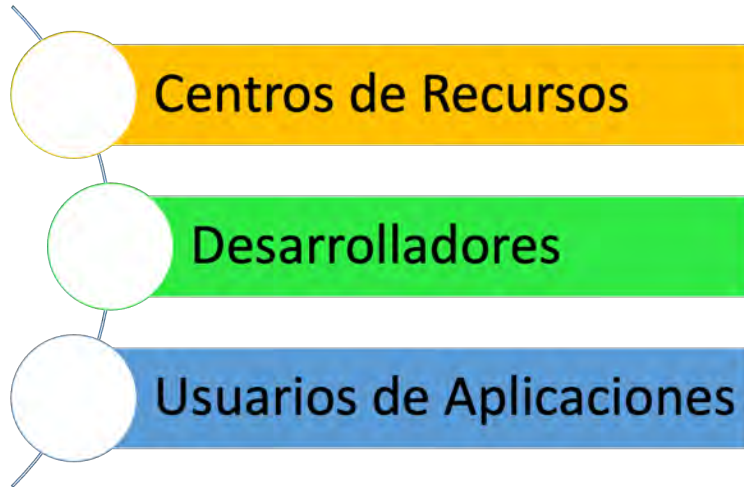 Centros de Recursos
Desarrolladores
Usuarios de Aplicaciones